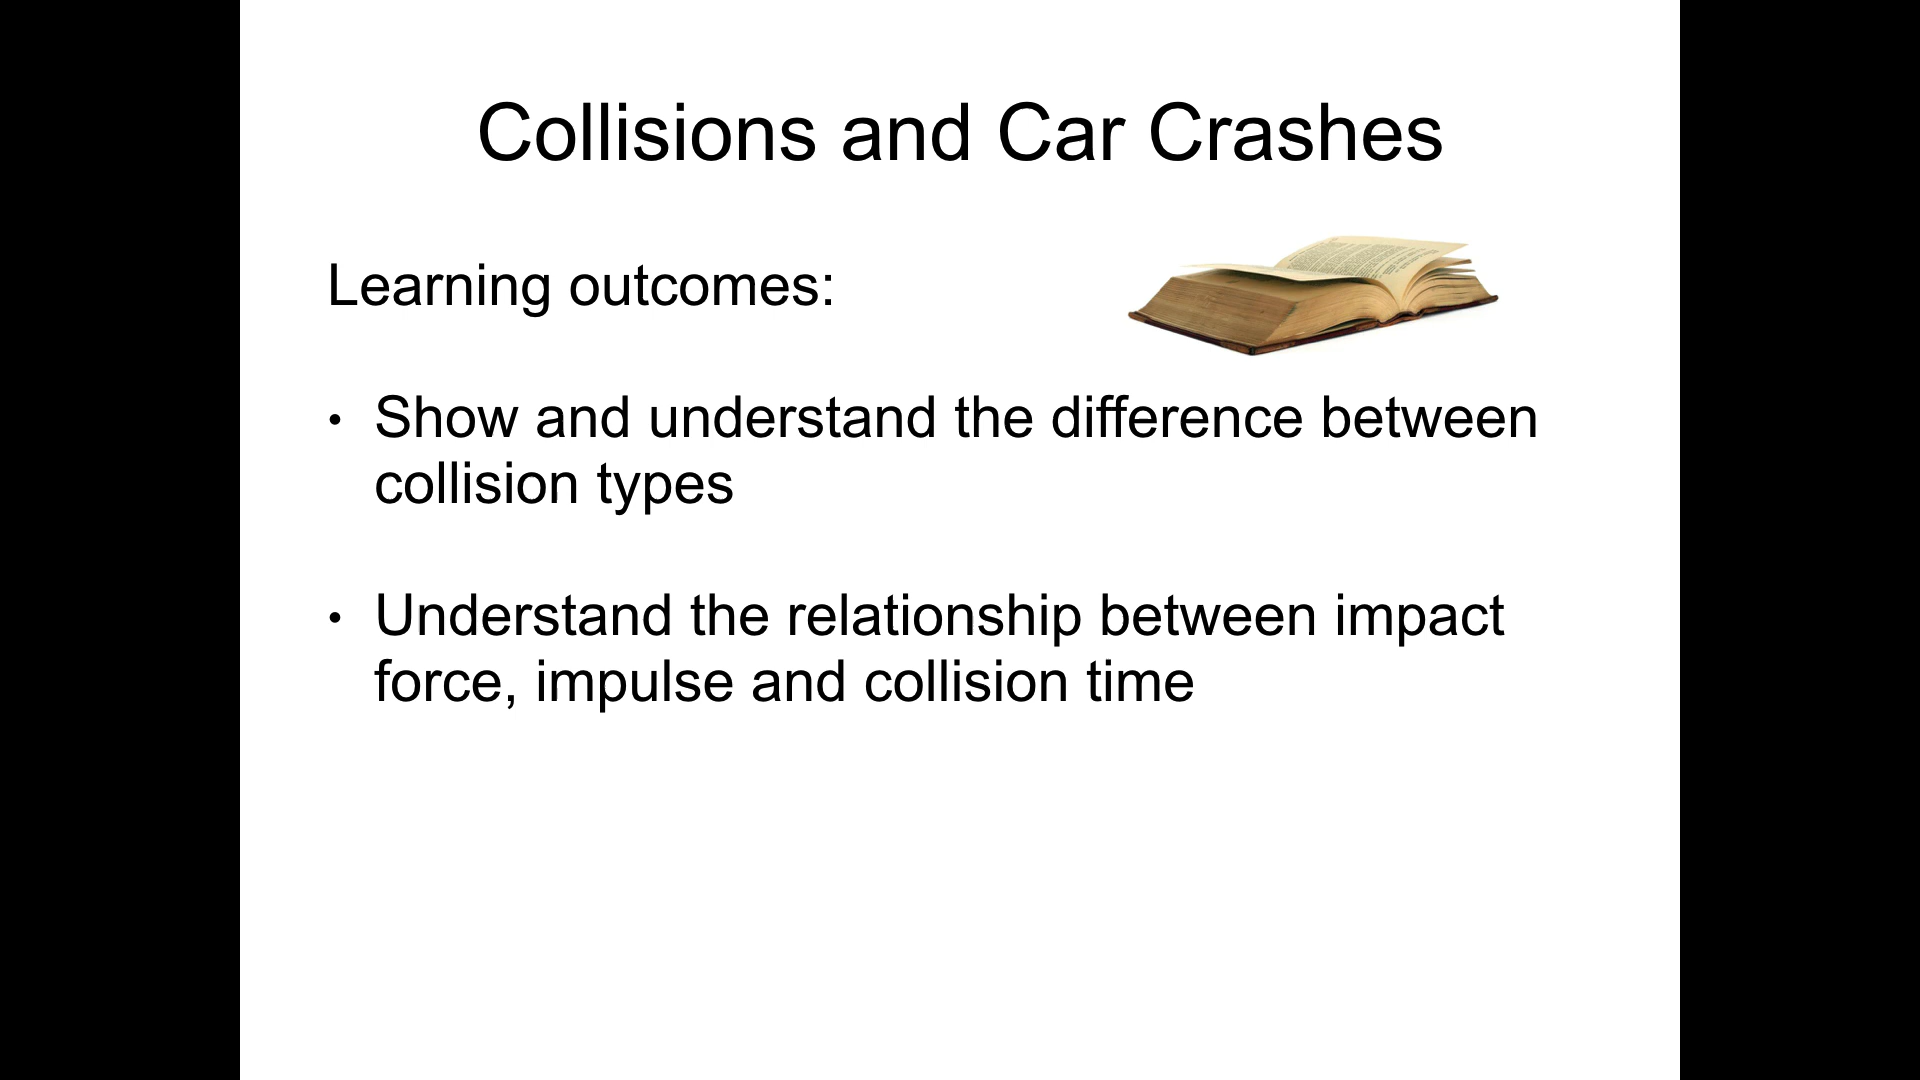 Collisions and Car Crashes
Learning outcomes:
• Show and understand the difference between
collision types
• Understand the relationship between impact
force, impulse and collision time